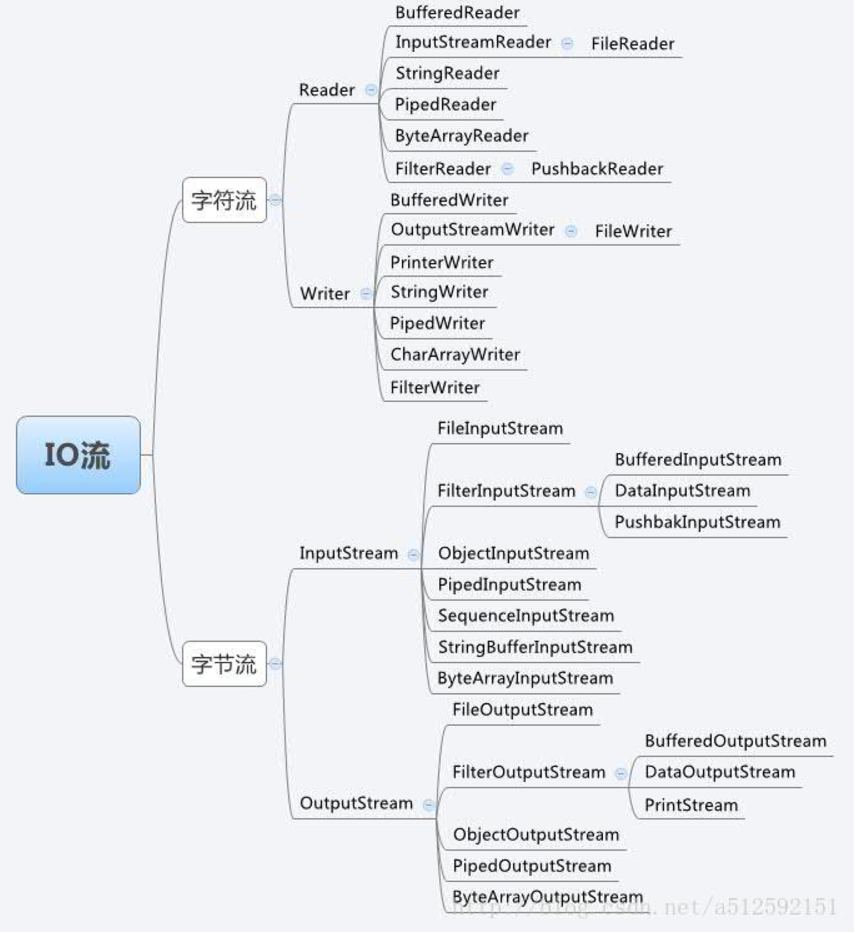 IO流
字符流
Reader
BufferedReader
InputStreamReader FileReader
StringReader
PipedReader
ByteArrayReader
FilterReader PushbackReader
Writer
BufferedWriter
OutputStreamWriter FileWriter
PrinterWriter
StringWriter
PipedWriter
CharArrayWriter
FilterWriter
字节流
InputStream
FileInputStream
FilterInputStream
BufferedInputStream
DataInputStream
PushbakInputStream
ObjectInputStream
PipedInputStream
SequenceInputStream
StringBufferInputStream
ByteArrayInputStream
OutputStream
FileOutputStream
FilterOutputStream
BufferedOutputStream
DataOutputStream
PrintStream
ObjectOutputStream
PipedOutputStream
ByteArrayOutputStream
http://blog.csdn.net/a512592151